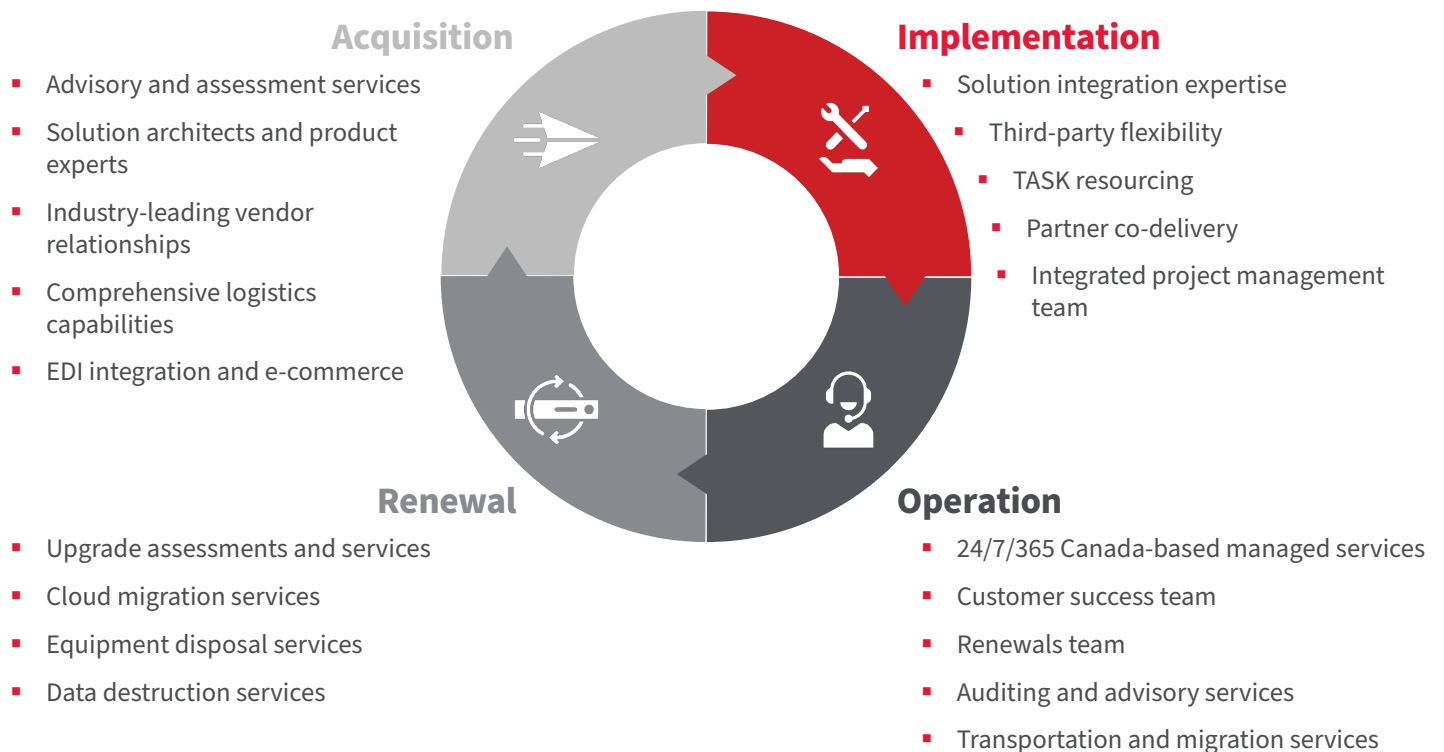 Acquisition
▪ Advisory and assessment services
▪ Solution architects and product
experts
▪ Industry-leading vendor
relationships
▪ Comprehensive logistics
capabilities
▪ EDI integration and e-commerce
Implementation
▪ Solution integration expertise
▪ Third-party flexibility
▪ TASK resourcing
▪ Partner co-delivery
▪ Integrated project management
team
Renewal
▪ Upgrade assessments and services
▪ Cloud migration services
▪ Equipment disposal services
▪ Data destruction services
Operation
▪ 24/7/365 Canada-based managed services
▪ Customer success team
▪ Renewals team
▪ Auditing and advisory services
▪ Transportation and migration services